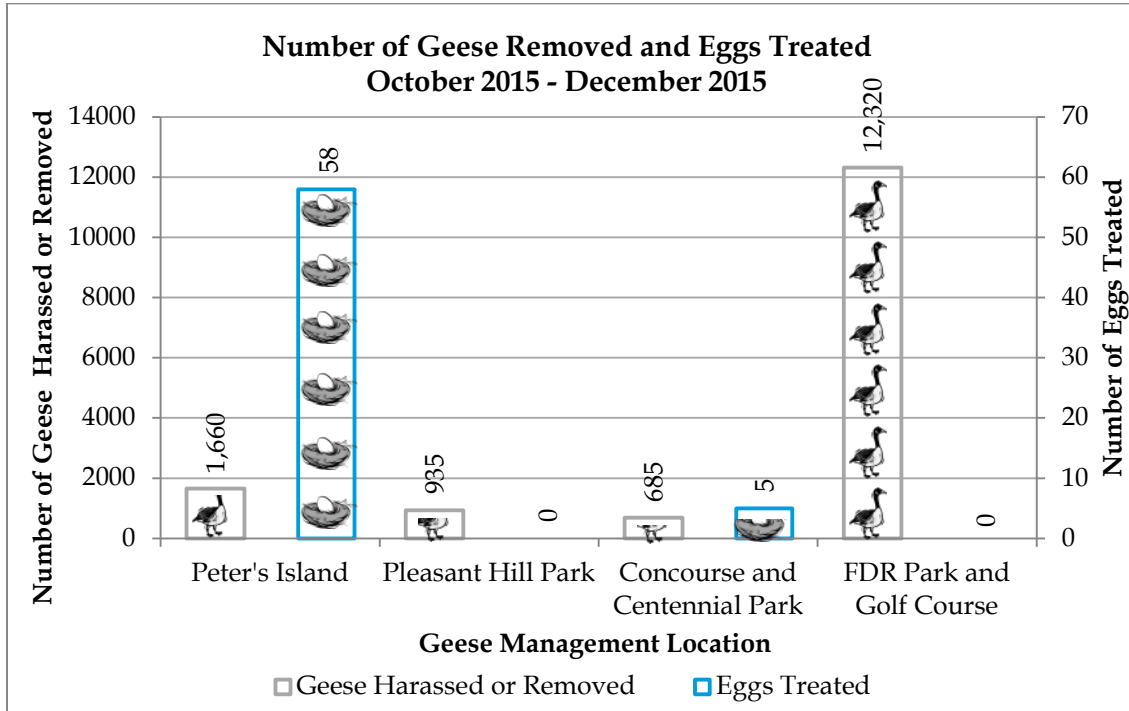 Number of Geese Removed and Eggs Treated
October 2015 - December 2015
Number of Geese Harassed or Removed
14000
12000
10000
8000
6000
4000
2000
0
1,660
58
935
0
685
5
12,320
0
70
60
50
40
30
20
10
0
Number of Eggs Treated
Peter's Island
Pleasant Hill Park
Concourse and
Centennial Park
FDR Park and
Golf Course
Geese Management Location
Geese Harassed or Removed
Eggs Treated